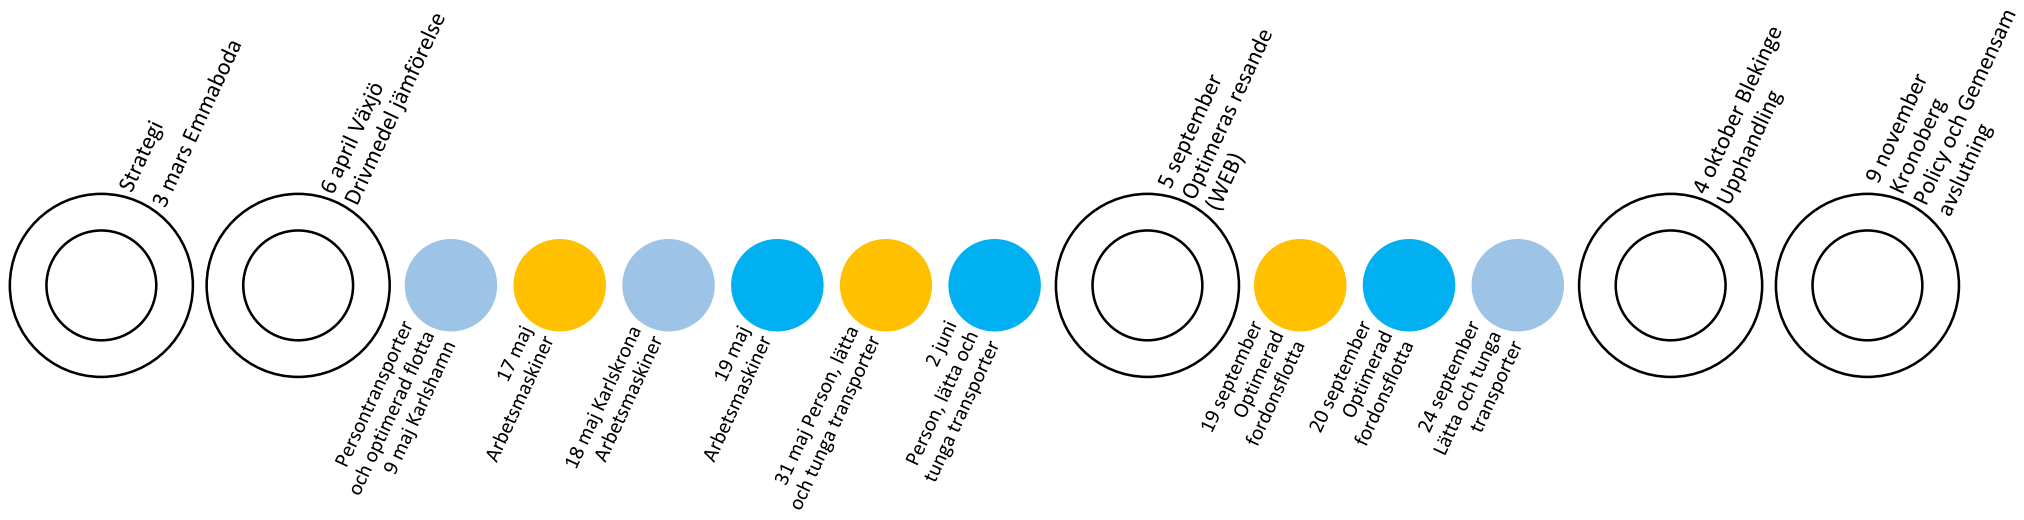 Strategi
3 mars Emmaboda
6 april Växjö
Drivmedel jämförelse
Persontransporter
och optimerad flotta
9 maj Karlshamn
17 maj
Arbetsmaskiner
18 maj Karlskrona
Arbetsmaskiner
19 maj
Arbetsmaskiner
31 maj Person, lätta
och tunga transporter
2 juni
Person, lätta och
tunga transporter
5 september
Optimeras resande
(WEB)
19 september
Optimerad
fordonsflotta
20 september
Optimerad
fordonsflotta
24 september
Lätta och tunga
transporter
4 oktober Blekinge
Upphandling
9 november
Kronoberg
Policy och Gemensam
avslutning